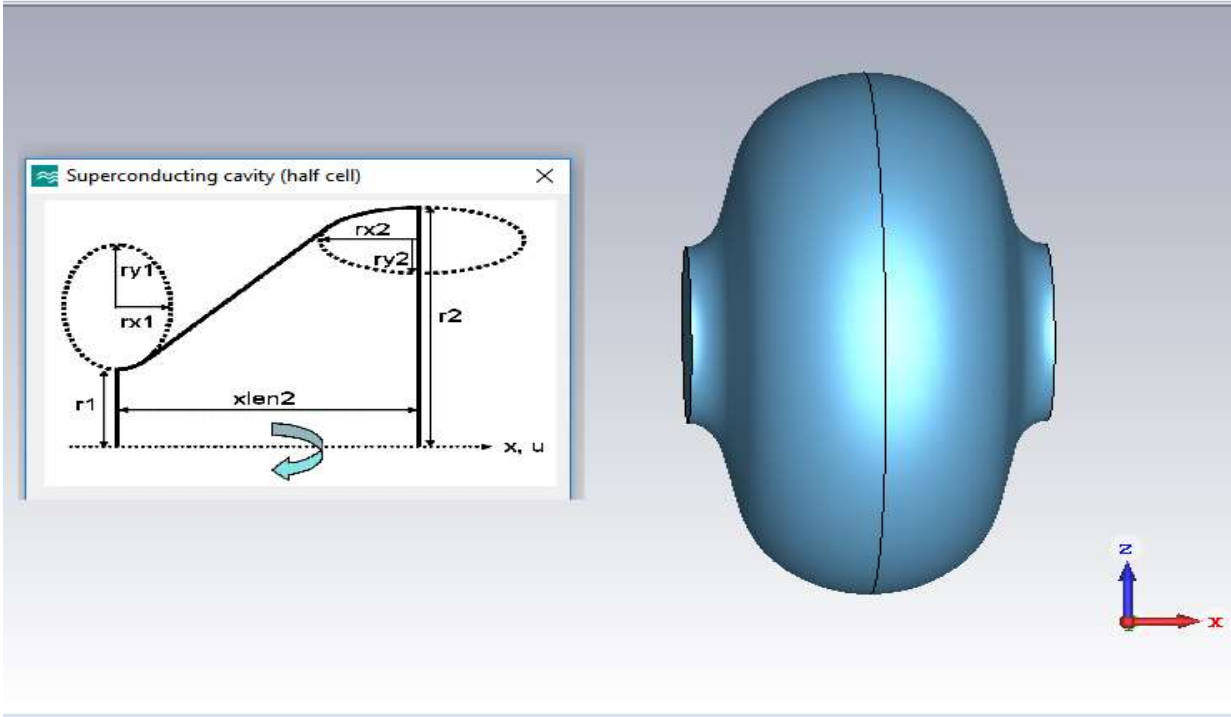 Superconducting cavity (half cell)
rx2
ry1
ry2
rx1
r2
r1
xlen2
x, u
z
x